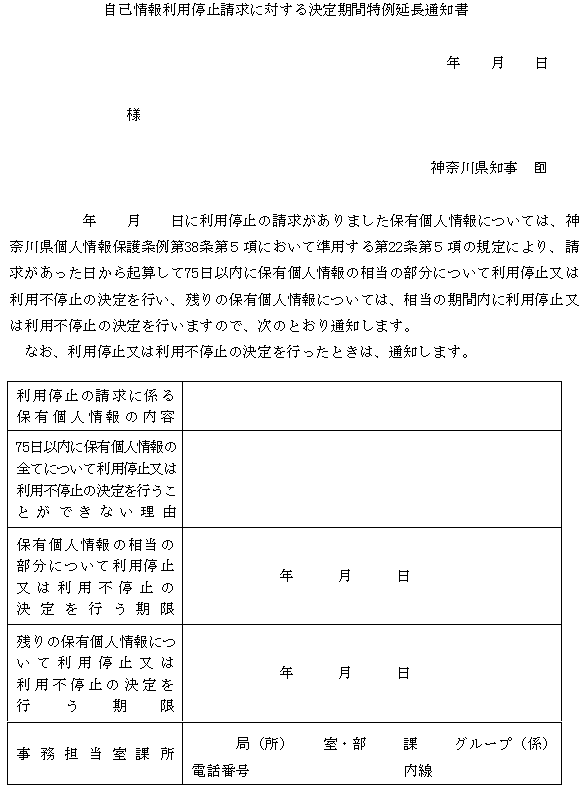 自己情報利用停止請求に対する決定期間特例延長通知書
年　　月　　日
様
神奈川県知事　印
年　　月　　日に利用停止の請求がありました保有個人情報については、神
奈川県個人情報保護条例第38条第５項において準用する第22条第５項の規定により、請
求があった日から起算して75日以内に保有個人情報の相当の部分について利用停止又は
利用不停止の決定を行い、残りの保有個人情報については、相当の期間内に利用停止又
は利用不停止の決定を行いますので、次のとおり通知します。
なお、利用停止又は利用不停止の決定を行ったときは、通知します。
利用停止の請求に係る
保有個人情報の内容
75日以内に保有個人情報の
全てについて利用停止又は
利用不停止の決定を行うこ
とができない理由
保有個人情報の相当の
部分について利用停止
又は利用不停止の
決定を行う期限
年　　月　　日
残りの保有個人情報につ
いて利用停止又は
利用不停止の決定を
行う期限
年　　月　　日
事務担当室課所
局（所）　　室・部　　課　　グループ（係）
電話番号　　　　　　内線